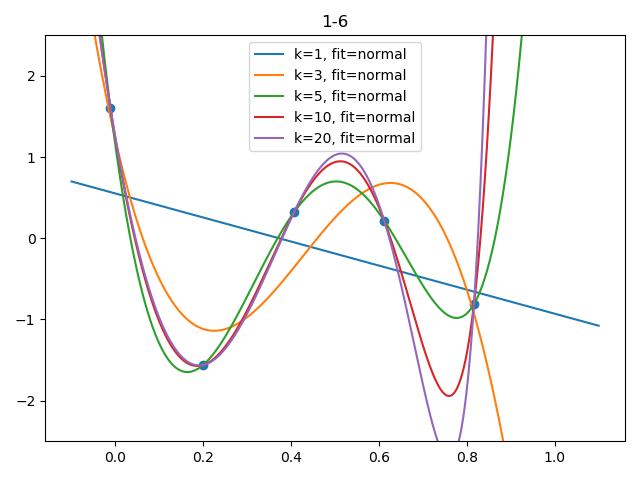 1-6
k=1, fit=normal
k=3, fit=normal
k=5, fit=normal
k=10, fit=normal
k=20, fit=normal
2
1
0
−1
−2
0.0 0.2 0.4 0.6 0.8 1.0